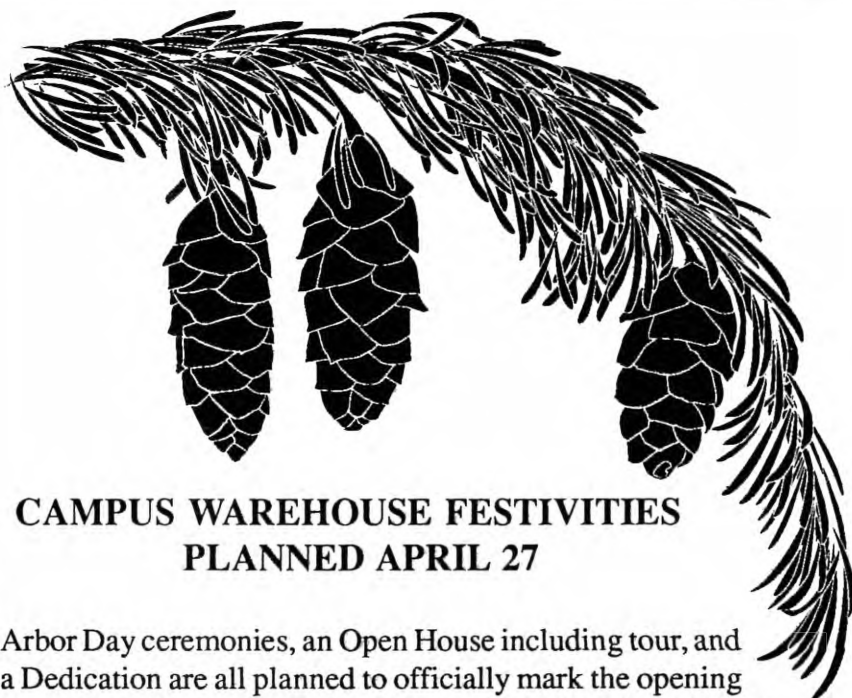 CAMPUS WAREHOUSE FESTIVITIES
PLANNED APRIL 27
Arbor Day ceremonies, an Open House including tour, and
a Dedication are all planned to officially mark the opening